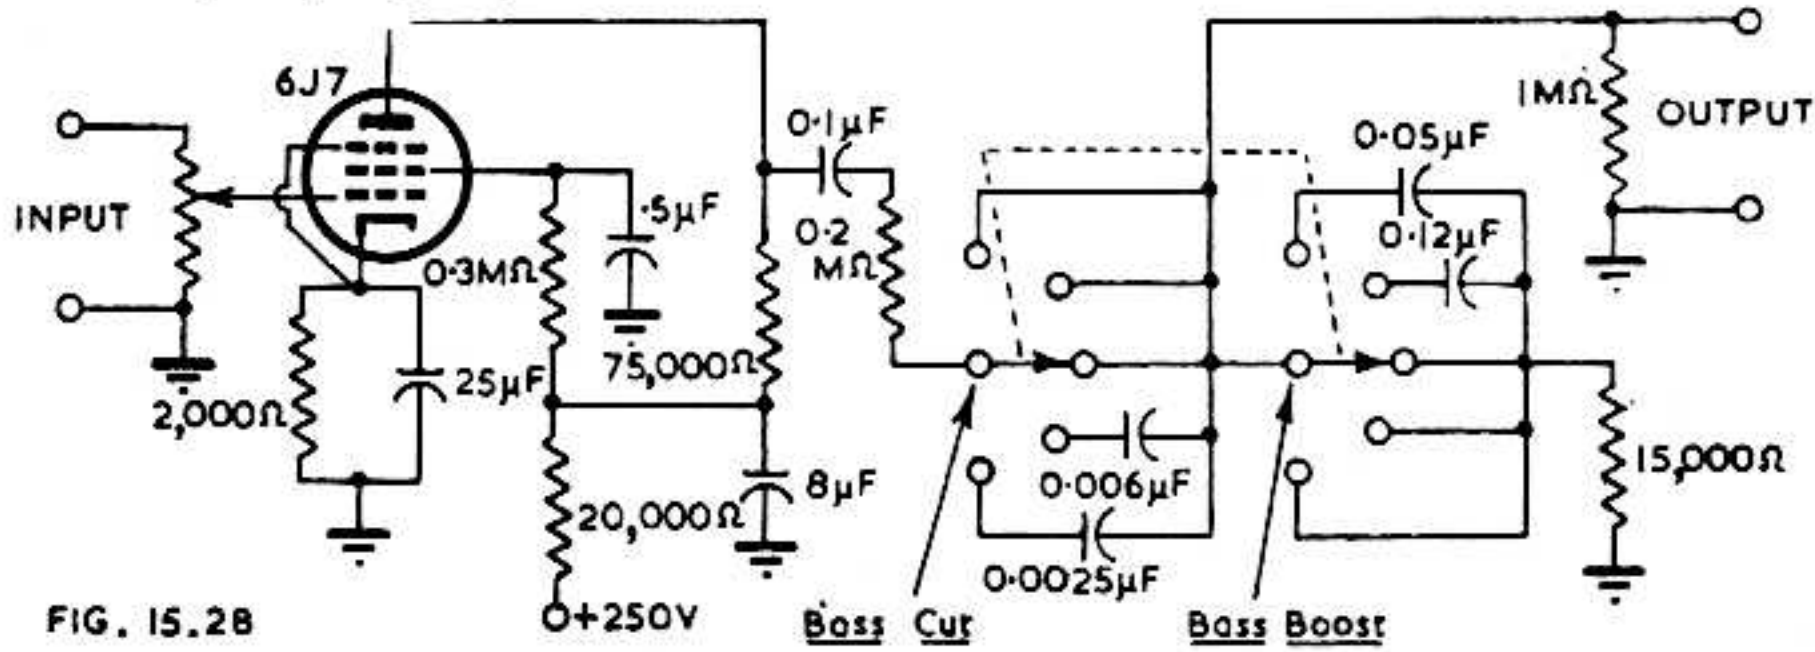 6J7
INPUT
0.3MΩ
.5μF
2,000Ω
25μF
75,000Ω
20,000Ω
8μF
+250V
0.1μF
0.2
MΩ
0.006μF
0.0025μF
Bass Cut
0.05μF
0.12μF
Bass Boost
1MΩ
OUTPUT
15,000Ω
FIG. 15.28